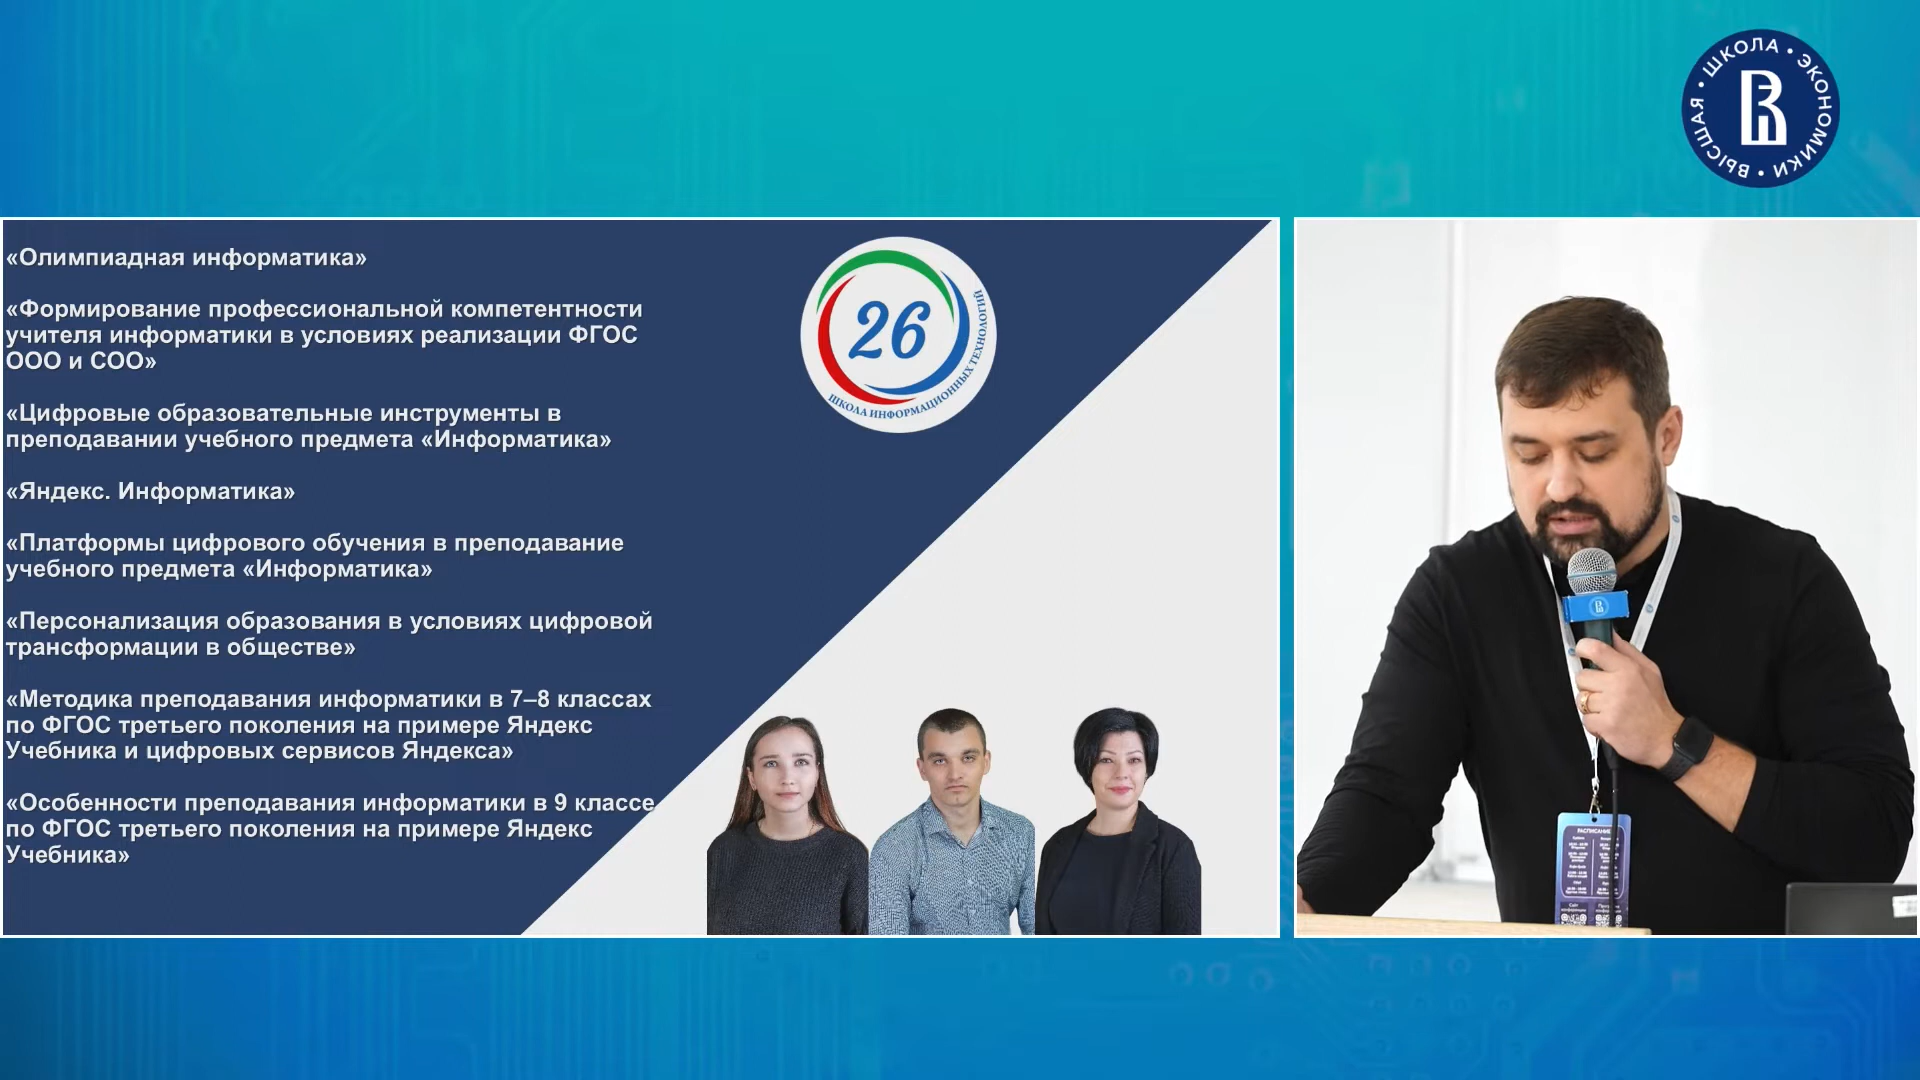 ВЫСШАЯ • ШКОЛА • ЭКОНОМИКИ •
«Олимпиадная информатика»
«Формирование профессиональной компетентности
учителя информатики в условиях реализации ФГОС
ООО и СОО»
«Цифровые образовательные инструменты в
преподавании учебного предмета «Информатика»
«Яндекс. Информатика»
«Платформы цифрового обучения в преподавание
учебного предмета «Информатика»
«Персонализация образования в условиях цифровой
трансформации в обществе»
«Методика преподавания информатики в 7–8 классах
по ФГОС третьего поколения на примере Яндекс
Учебника и цифровых сервисов Яндекса»
«Особенности преподавания информатики в 9 классе
по ФГОС третьего поколения на примере Яндекс
Учебника»
26
ШКОЛА ИНФОРМАЦИОННЫХ ТЕХНОЛОГИЙ
РАСПИСАНИЕ